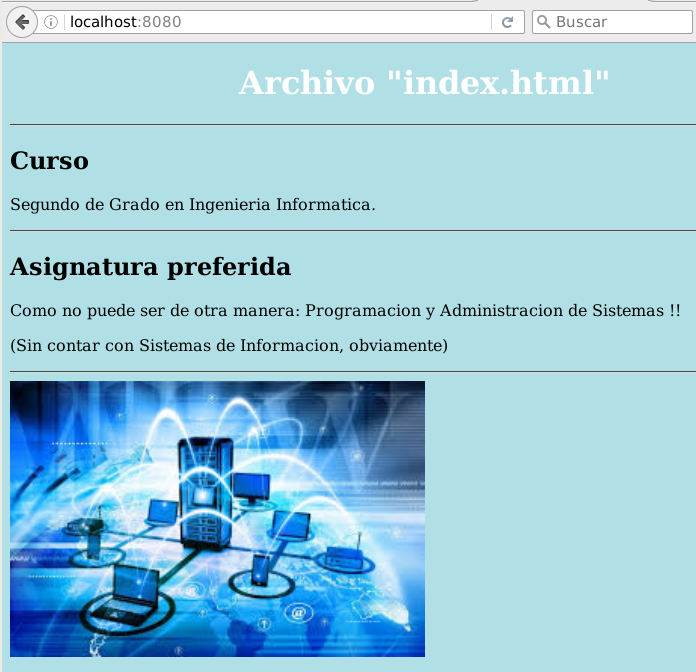 localhost:8080
Buscar
Archivo "index.html"
Curso
Segundo de Grado en Ingenieria Informatica.
Asignatura preferida
Como no puede ser de otra manera: Programacion y Administracion de Sistemas !!
(Sin contar con Sistemas de Informacion, obviamente)